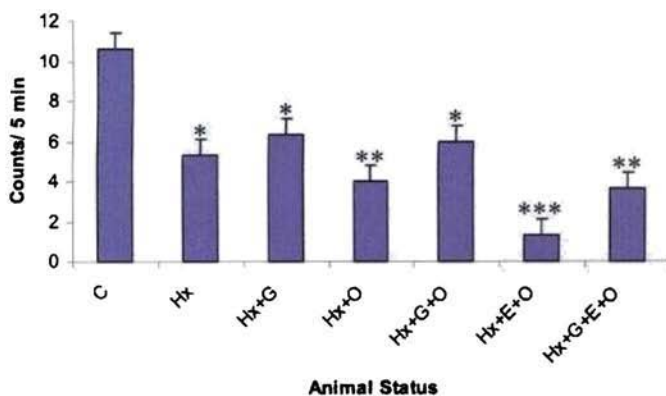 12
10
8
6
4
2
0
Counts/ 5 min
*
*
**
*
***
**
C
Hx
Hx+G
Hx+O
Hx+G+O
Hx+E+O
Hx+G+E+O
Animal Status